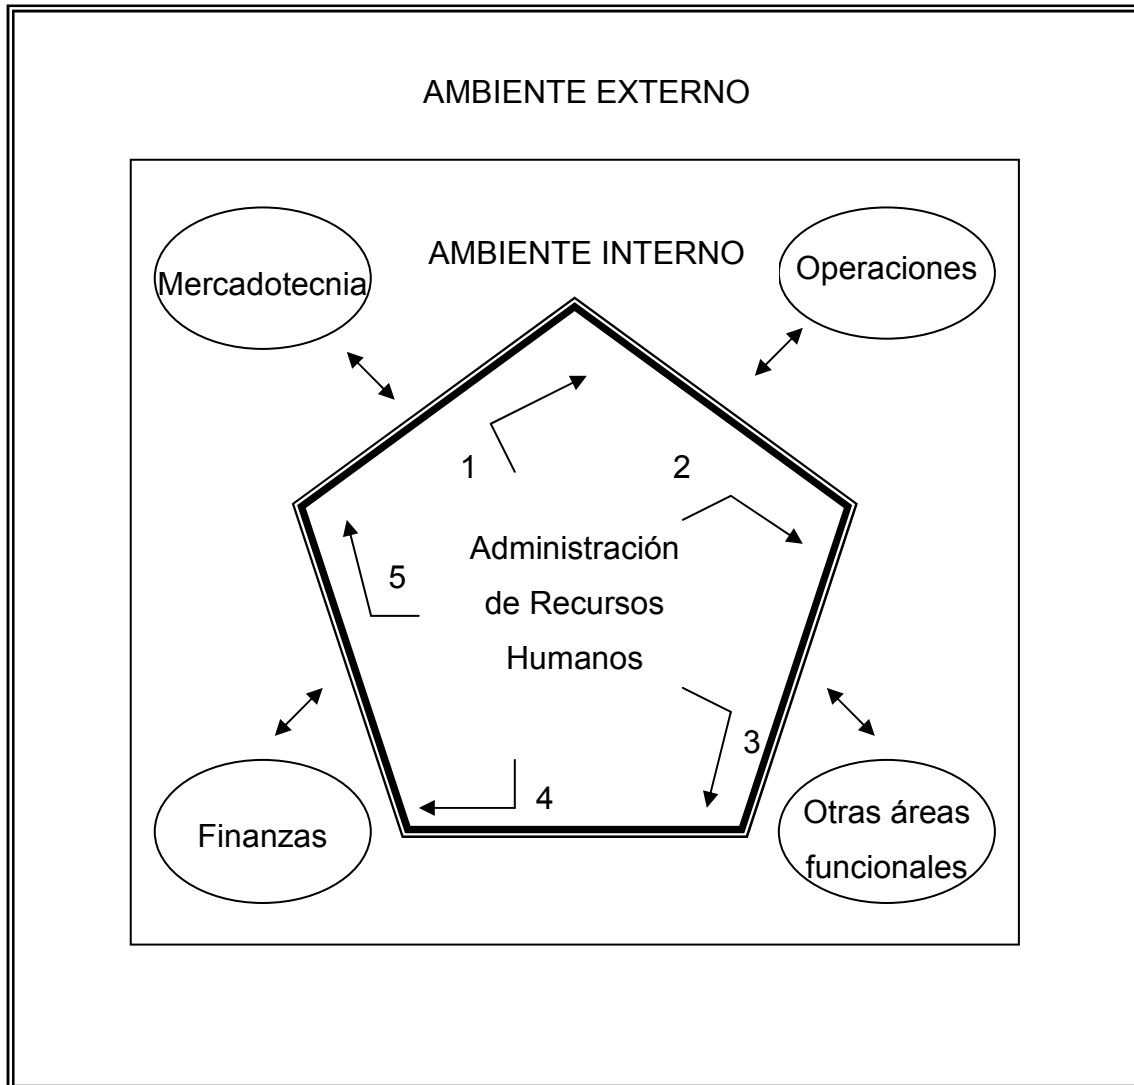 AMBIENTE EXTERNO
AMBIENTE INTERNO
Mercadotecnia
Operaciones
1
2
Administración
de Recursos
Humanos
5
3
4
Finanzas
Otras áreas
funcionales